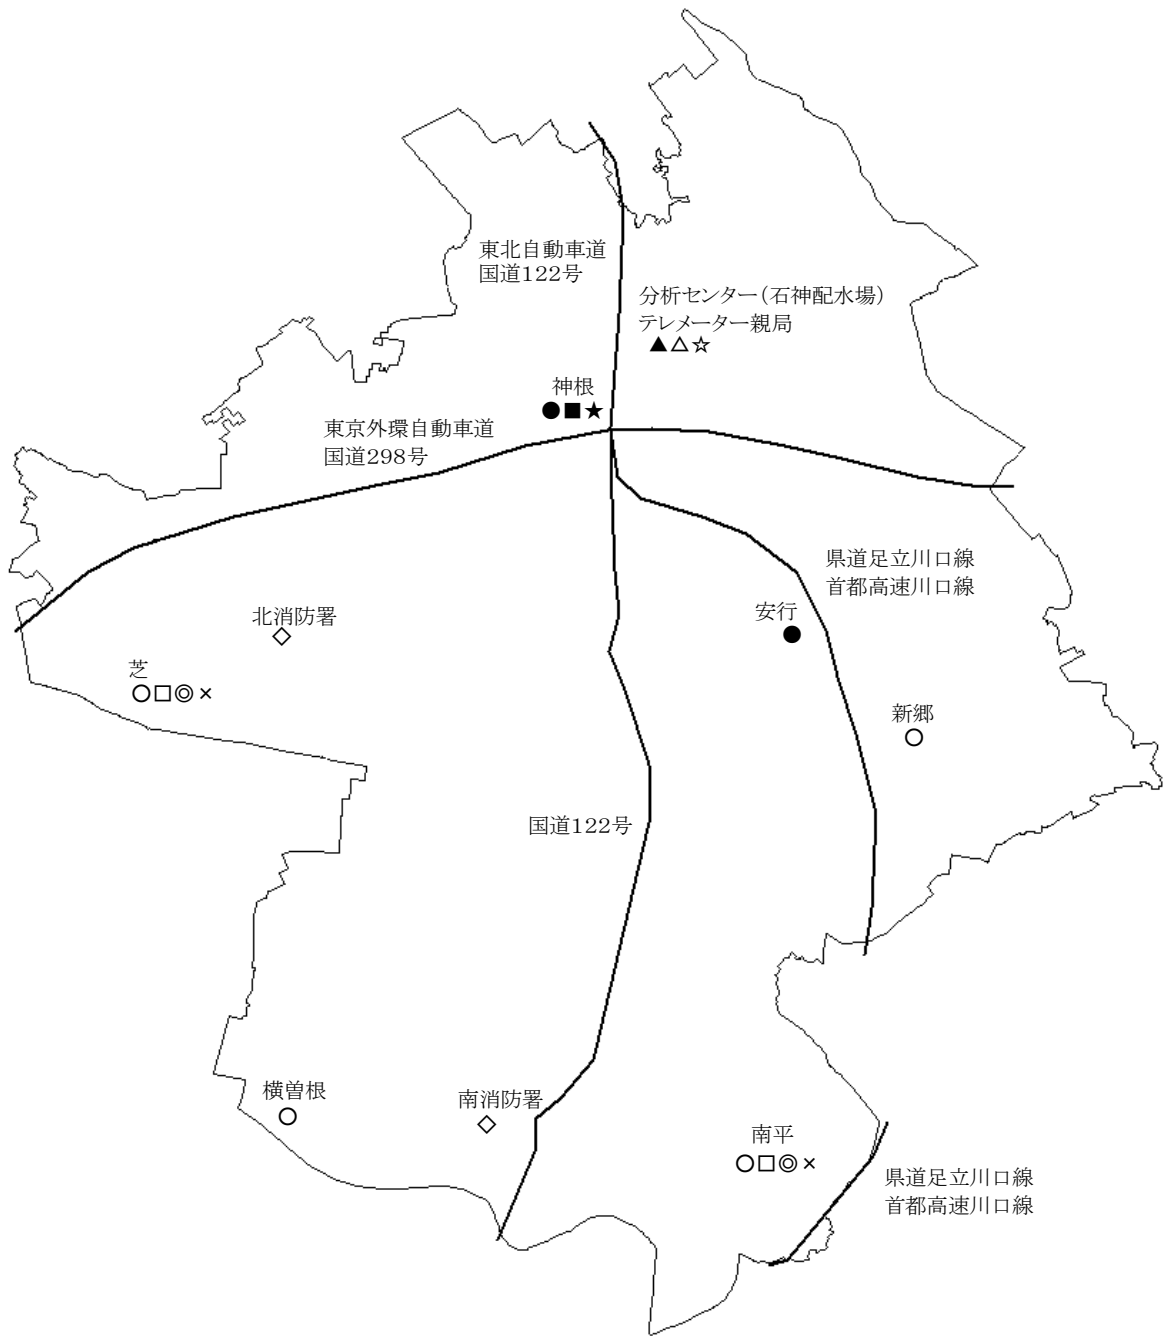 東北自動車道
国道122号
分析センター(石神配水場)
テレメーター親局
▲△☆
神根
●■★
東京外環自動車道
国道298号
県道足立川口線
首都高速川口線
北消防署
◇
安行
●
芝
○□◎×
新郷
○
国道122号
横曽根
○
南消防署
◇
南平
○□◎×
県道足立川口線
首都高速川口線